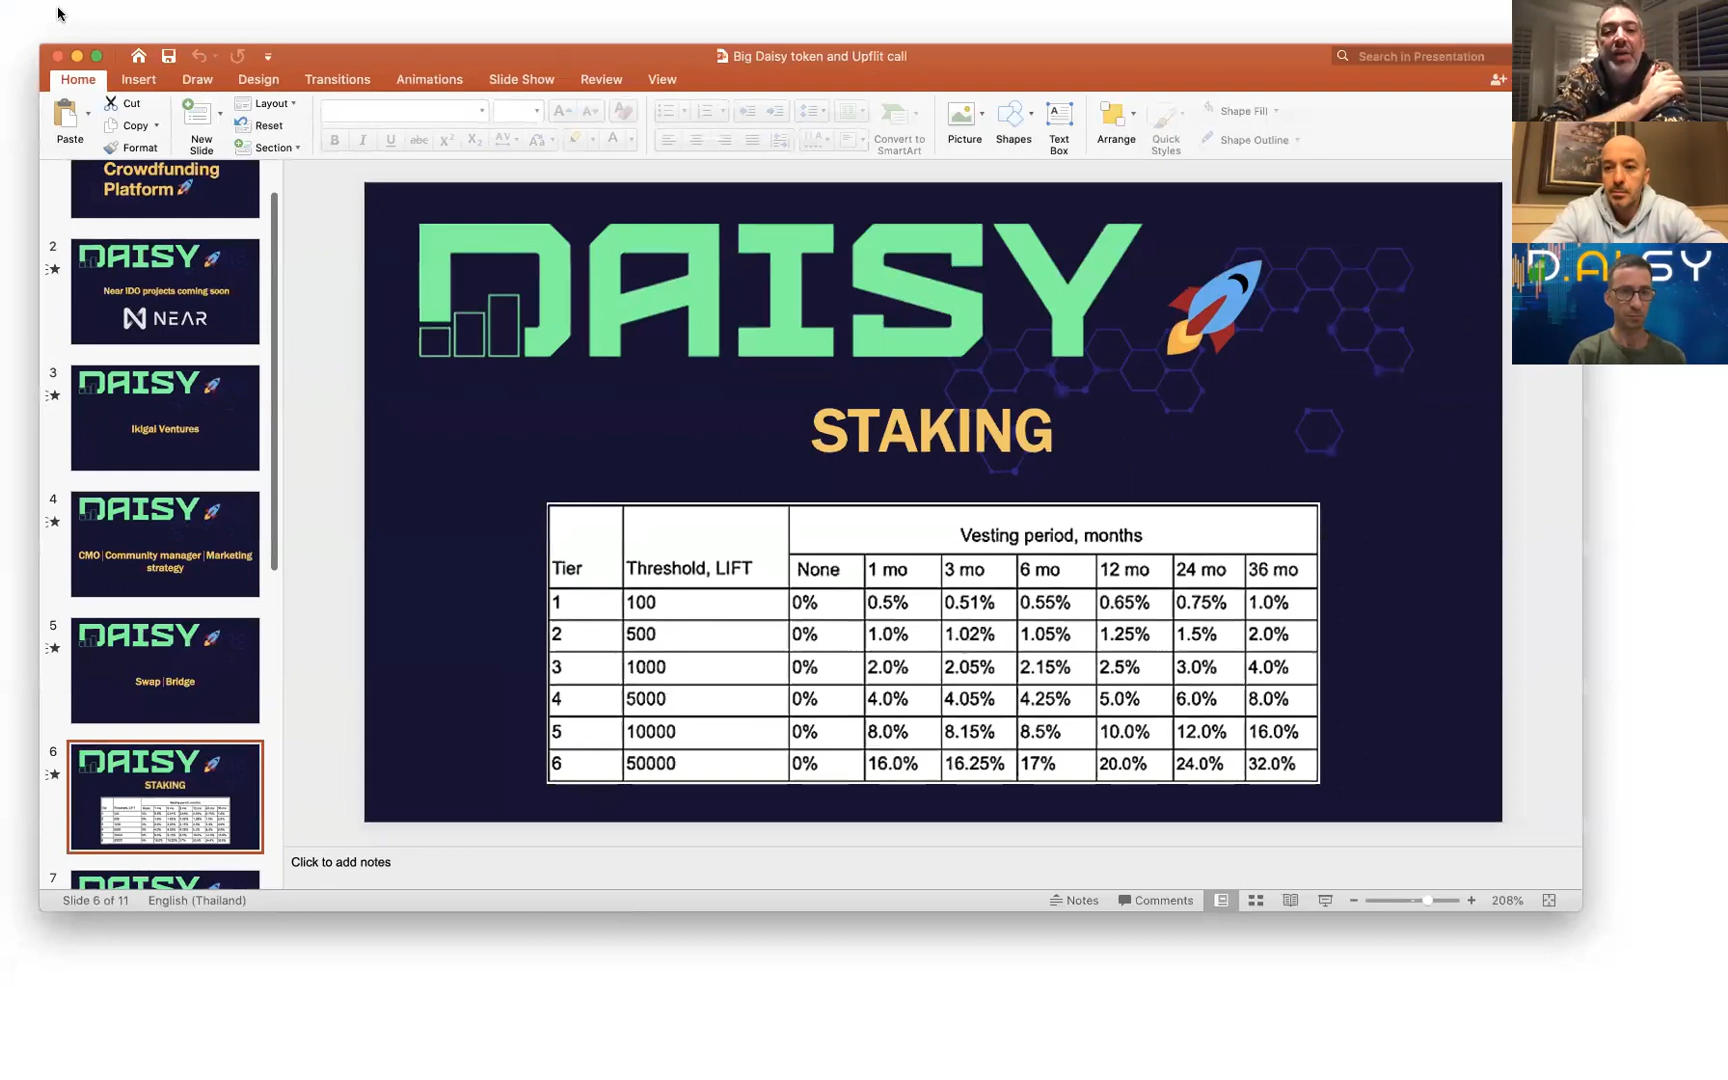 Big Daisy token and Upflit call
Search in Presentation
Home Insert Draw Design Transitions Animations Slide Show Review View
Paste
Cut
Copy
Format
New Slide
Layout
Reset
Section
Convert to SmartArt
Picture
Shapes
Text Box
Arrange
Quick Styles
Shape Fill
Shape Outline
Crowdfunding
Platform
2
DAISY
Near IDO projects coming soon
NEAR
3
DAISY
Ikigai Ventures
4
DAISY
CMO|Community manager|Marketing
strategy
5
DAISY
Swap|Bridge
6
DAISY
STAKING
7
DAISY
DAISY
STAKING
Vesting period, months
Tier Threshold, LIFT None 1 mo 3 mo 6 mo 12 mo 24 mo 36 mo
1 100 0% 0.5% 0.51% 0.55% 0.65% 0.75% 1.0%
2 500 0% 1.0% 1.02% 1.05% 1.25% 1.5% 2.0%
3 1000 0% 2.0% 2.05% 2.15% 2.5% 3.0% 4.0%
4 5000 0% 4.0% 4.05% 4.25% 5.0% 6.0% 8.0%
5 10000 0% 8.0% 8.15% 8.5% 10.0% 12.0% 16.0%
6 50000 0% 16.0% 16.25% 17% 20.0% 24.0% 32.0%
D.AISY
Click to add notes
Slide 6 of 11 English (Thailand) Notes Comments 208%